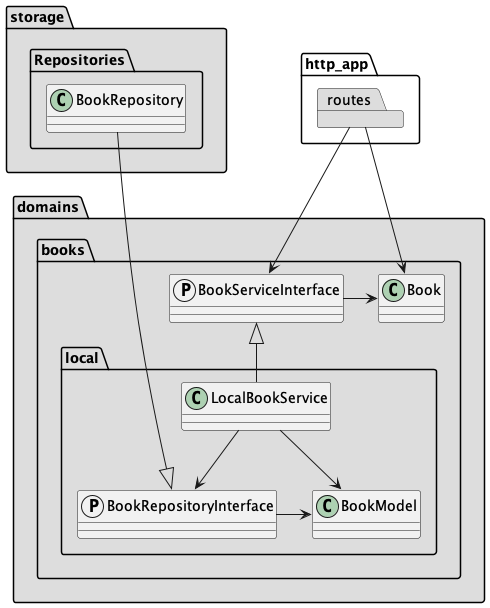 storage
Repositories
C BookRepository
http_app
routes
domains
books
P BookServiceInterface
C Book
local
C LocalBookService
P BookRepositoryInterface
C BookModel